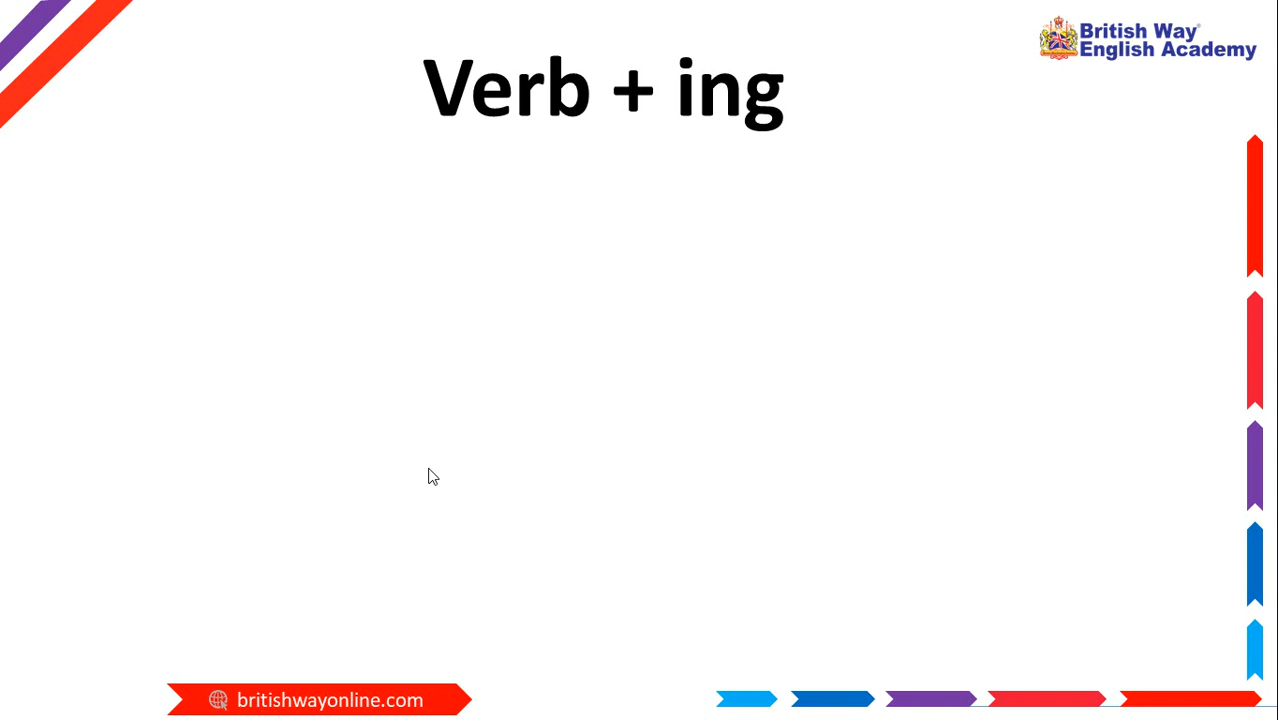 British Way
English Academy
Verb + ing
britishwayonline.com